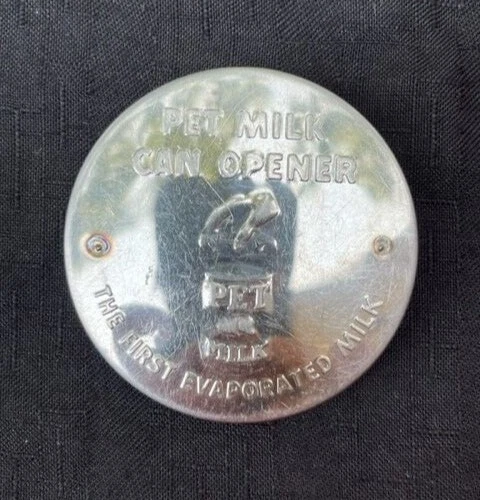 PET MILK
CAN OPENER
PET
MILK
THE FIRST EVAPORATED MILK